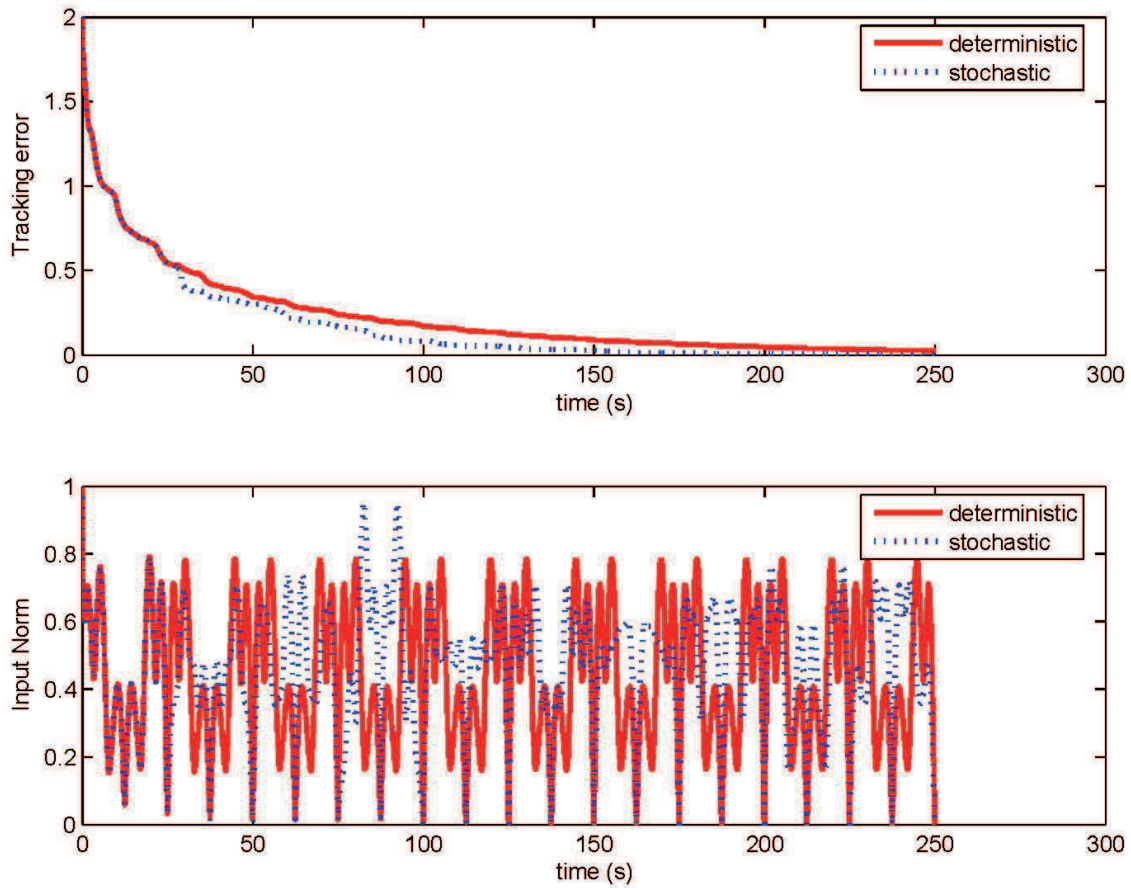 2
1.5
1
0.5
0
Tracking error
deterministic
stochastic
0 50 100 150 200 250 300
time (s)
1
0.8
0.6
0.4
0.2
0
Input Norm
deterministic
stochastic
0 50 100 150 200 250 300
time (s)